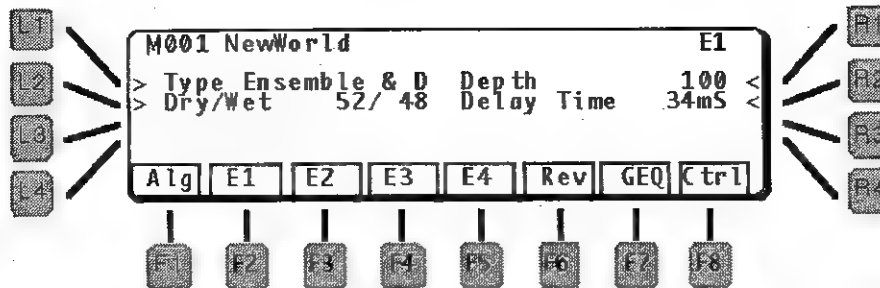 L1
R1
M001 NewWorld E1
L2
R2
> Type Ensemble & D Depth 100 <
> Dry/Wet 52/ 48 Delay Time 34mS <
L3
R3
L4
R4
Alg E1 E2 E3 E4 Rev GEQ Ctrl
F1 F2 F3 F4 F5 F6 F7 F8